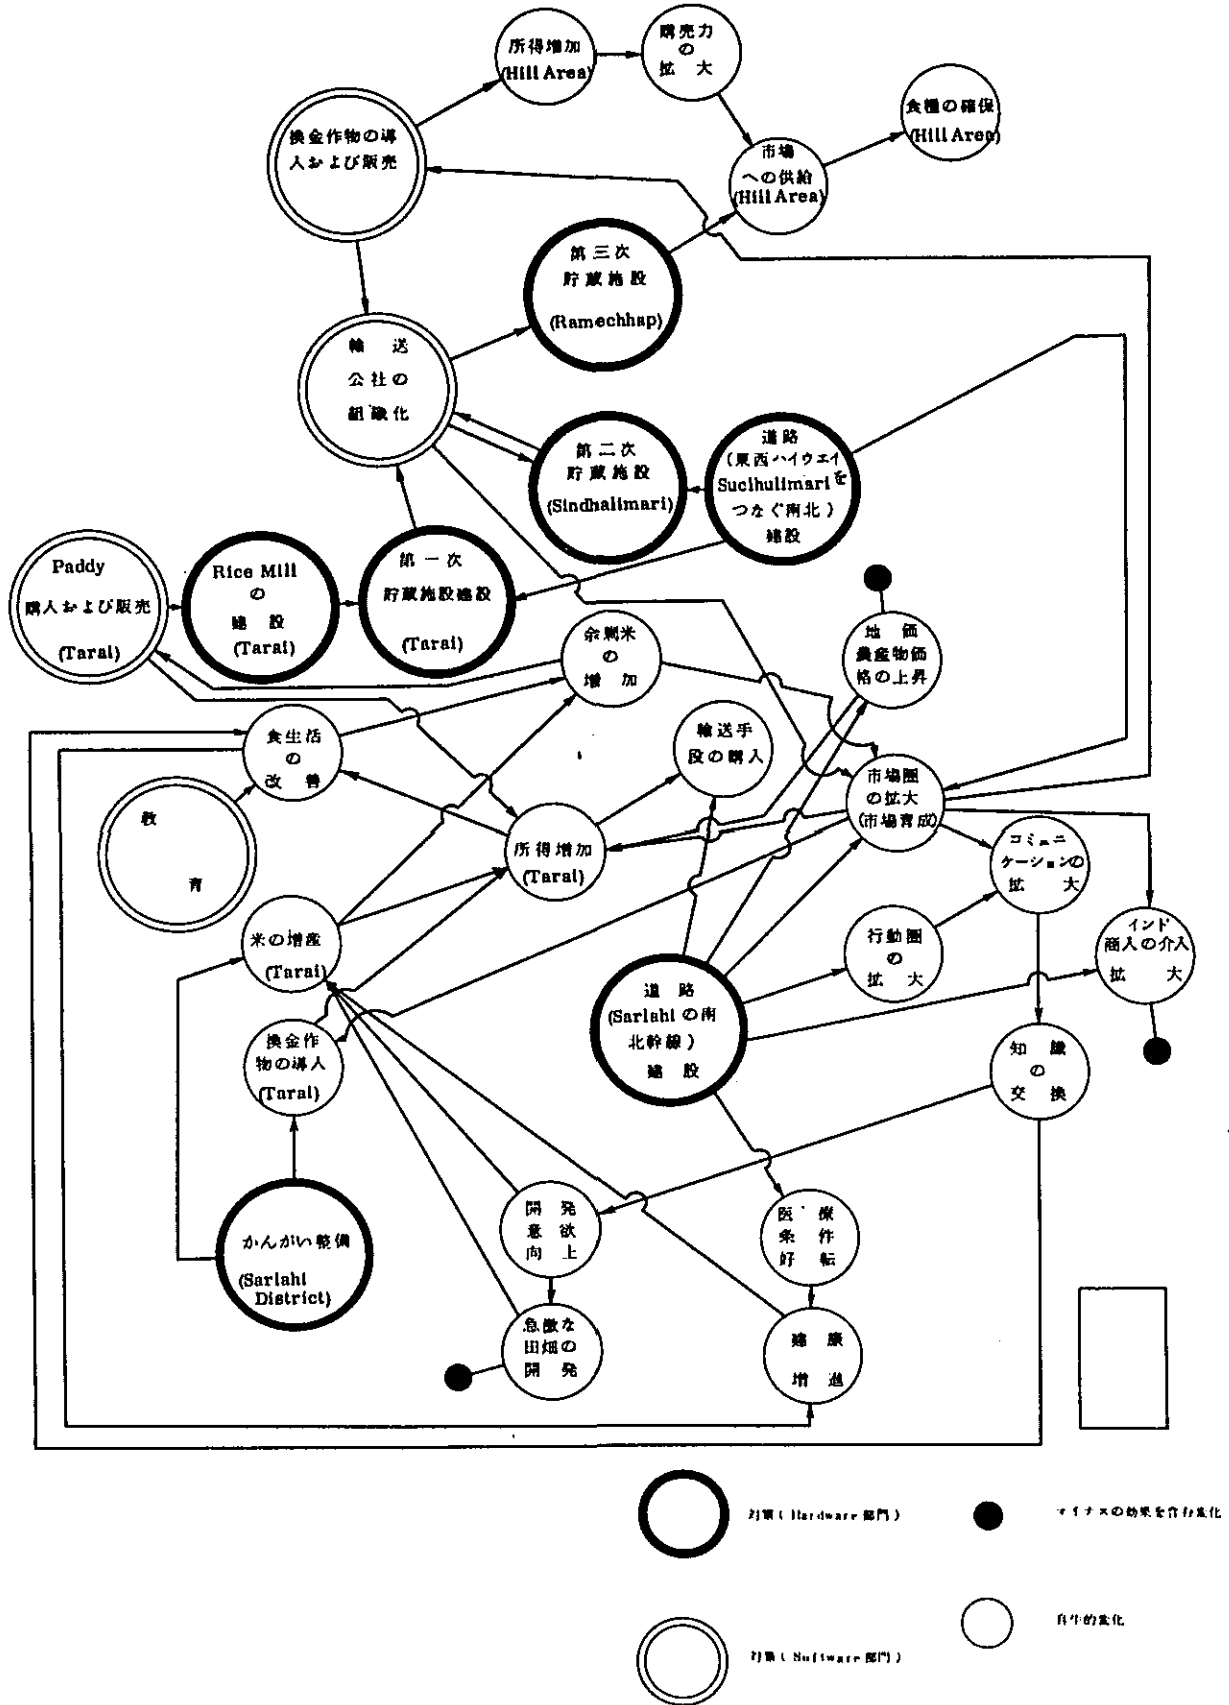 所得増加
(Hill Area)
購売力
の
拡 大
食糧の確保
(Hill Area)
換金作物の導
入および販売
市場
への供給
(Hill Area)
第三次
貯蔵施設
(Ramechhap)
輸 送
公社の
組織化
第二次
貯蔵施設
(Sindhalimari)
道路
(東西ハイウエイ
Sucihulimariを
つなぐ南北)
建設
Paddy
購入および販売
(Tarai)
Rice Mill
の
建 設
(Tarai)
第一次
貯蔵施設建設
(Tarai)
余剰米
の
増 加
地 価
農産物価
格の上昇
食生活
の
改 善
輸送手
段の購入
市場圏
の拡大
(市場育成)
教
育
所得増加
(Tarai)
コミュニ
ケーションの
拡 大
米の増産
(Tarai)
行動圏
の
拡 大
インド
商人の介入
拡 大
道 路
(Sarlahiの南
北幹線)
建 設
換金作
物の導入
(Tarai)
知 識
の
交 換
かんがい整備
(Sarlahi
District)
開 発
意 欲
向 上
医 療
条 件
好 転
急激な
田畑の
開 発
健 康
増 進
対策(Hardware部門)
マイナスの効果を含む変化
対策(Software部門)
自生的変化